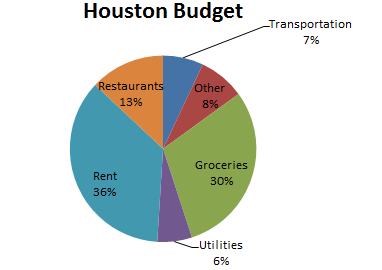 Houston Budget
Transportation
7%
Other
8%
Groceries
30%
Utilities
6%
Rent
36%
Restaurants
13%